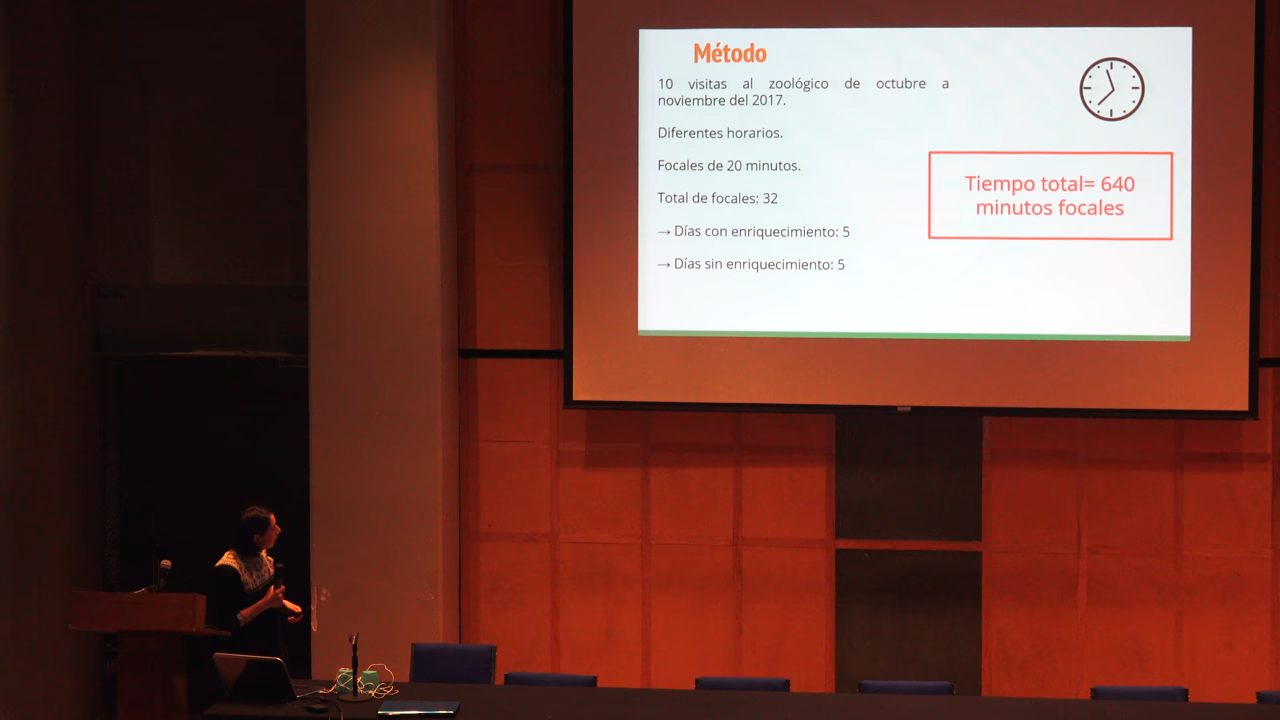 Método
10 visitas al zoológico de octubre a
noviembre del 2017.
Diferentes horarios.
Focales de 20 minutos.
Total de focales: 32
→ Días con enriquecimiento: 5
→ Días sin enriquecimiento: 5
Tiempo total= 640
minutos focales